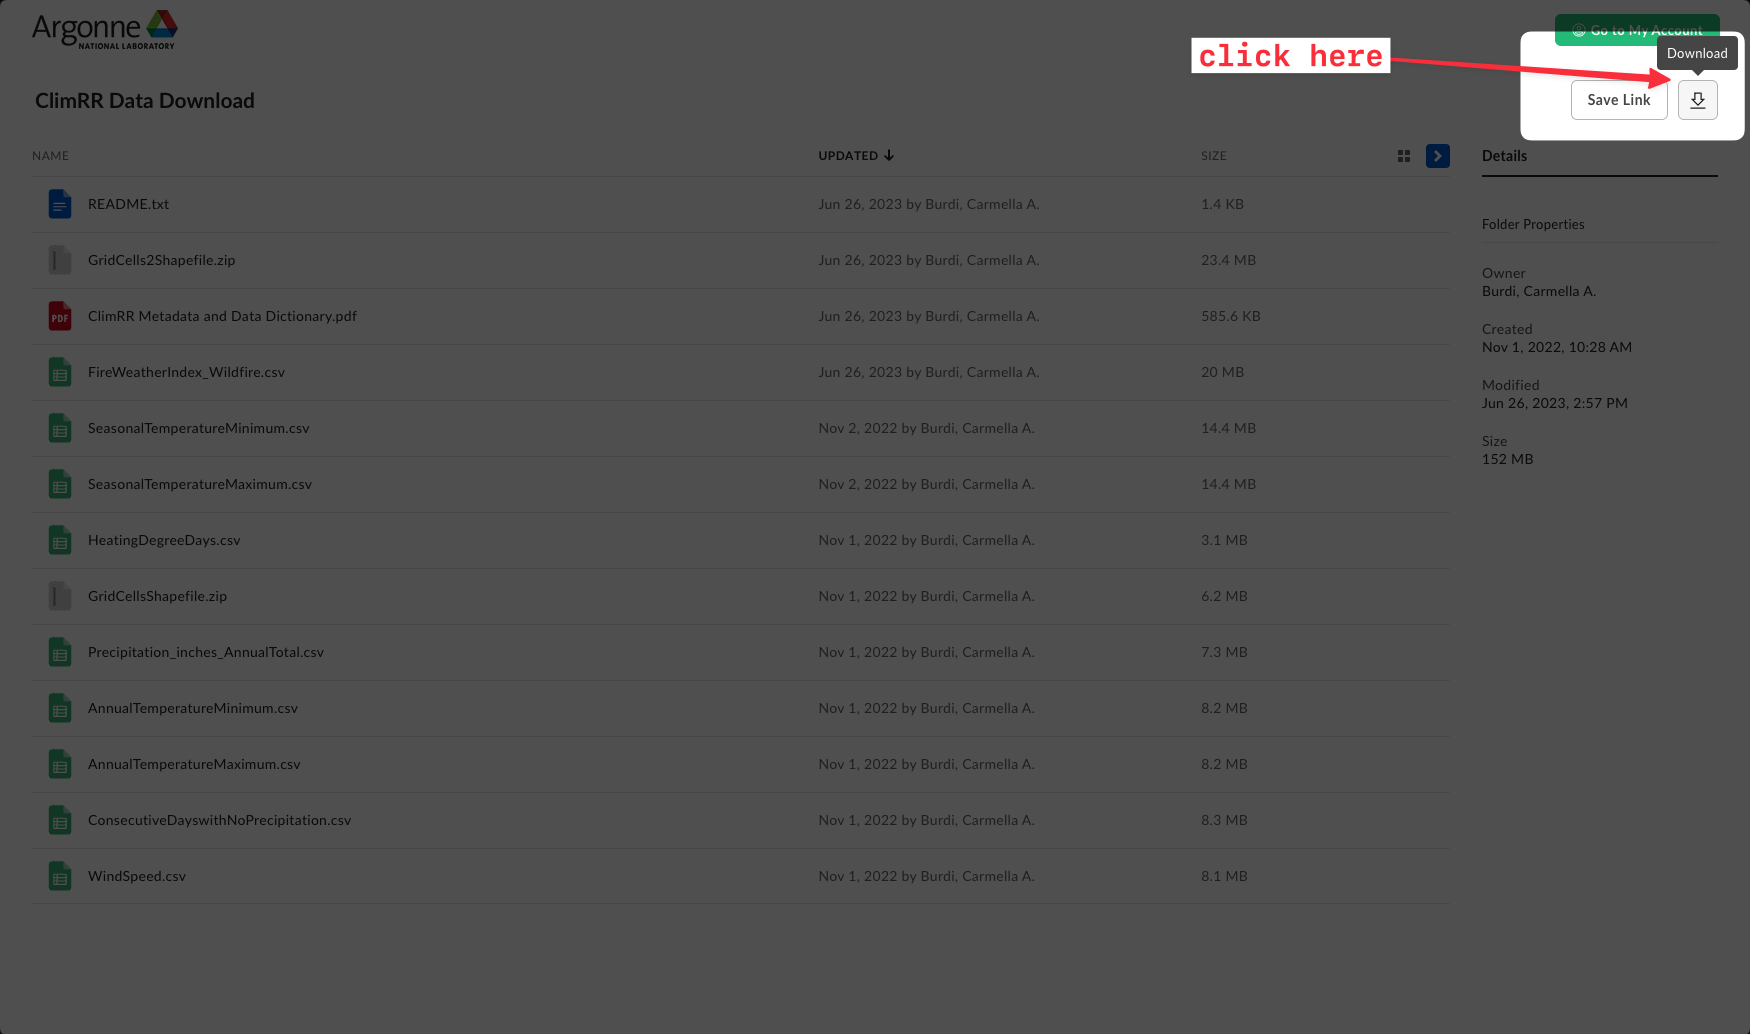 Argonne
NATIONAL LABORATORY
Go to My Account
click here
Download
ClimRR Data Download
Save Link
NAME UPDATED SIZE
Details
README.txt Jun 26, 2023 by Burdi, Carmella A. 1.4 KB
GridCells2Shapefile.zip Jun 26, 2023 by Burdi, Carmella A. 23.4 MB
PDF ClimRR Metadata and Data Dictionary.pdf Jun 26, 2023 by Burdi, Carmella A. 585.6 KB
FireWeatherIndex_Wildfire.csv Jun 26, 2023 by Burdi, Carmella A. 20 MB
SeasonalTemperatureMinimum.csv Nov 2, 2022 by Burdi, Carmella A. 14.4 MB
SeasonalTemperatureMaximum.csv Nov 2, 2022 by Burdi, Carmella A. 14.4 MB
HeatingDegreeDays.csv Nov 1, 2022 by Burdi, Carmella A. 3.1 MB
GridCellsShapefile.zip Nov 1, 2022 by Burdi, Carmella A. 6.2 MB
Precipitation_inches_AnnualTotal.csv Nov 1, 2022 by Burdi, Carmella A. 7.3 MB
AnnualTemperatureMinimum.csv Nov 1, 2022 by Burdi, Carmella A. 8.2 MB
AnnualTemperatureMaximum.csv Nov 1, 2022 by Burdi, Carmella A. 8.2 MB
ConsecutiveDayswithNoPrecipitation.csv Nov 1, 2022 by Burdi, Carmella A. 8.3 MB
WindSpeed.csv Nov 1, 2022 by Burdi, Carmella A. 8.1 MB
Folder Properties
Owner
Burdi, Carmella A.
Created
Nov 1, 2022, 10:28 AM
Modified
Jun 26, 2023, 2:57 PM
Size
152 MB